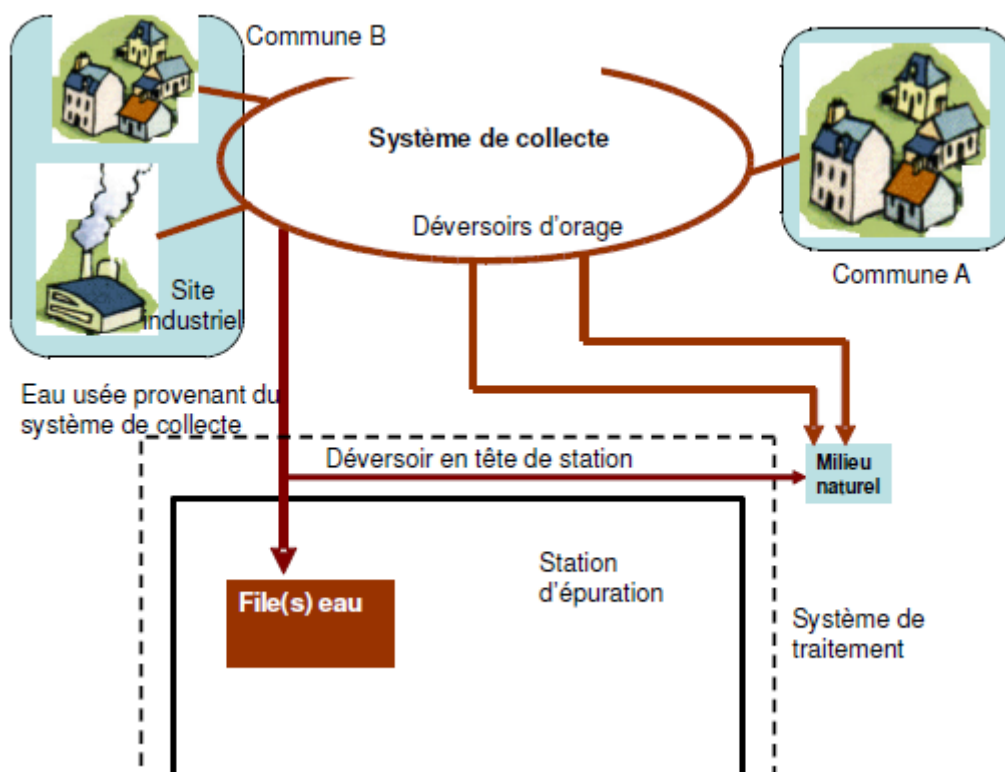 Commune B
Système de collecte
Déversoirs d'orage
Commune A
Site
industriel
Eau usée provenant du
système de collecte
Déversoir en tête de station
Milieu
naturel
Station
d'épuration
File(s) eau
Système de
traitement